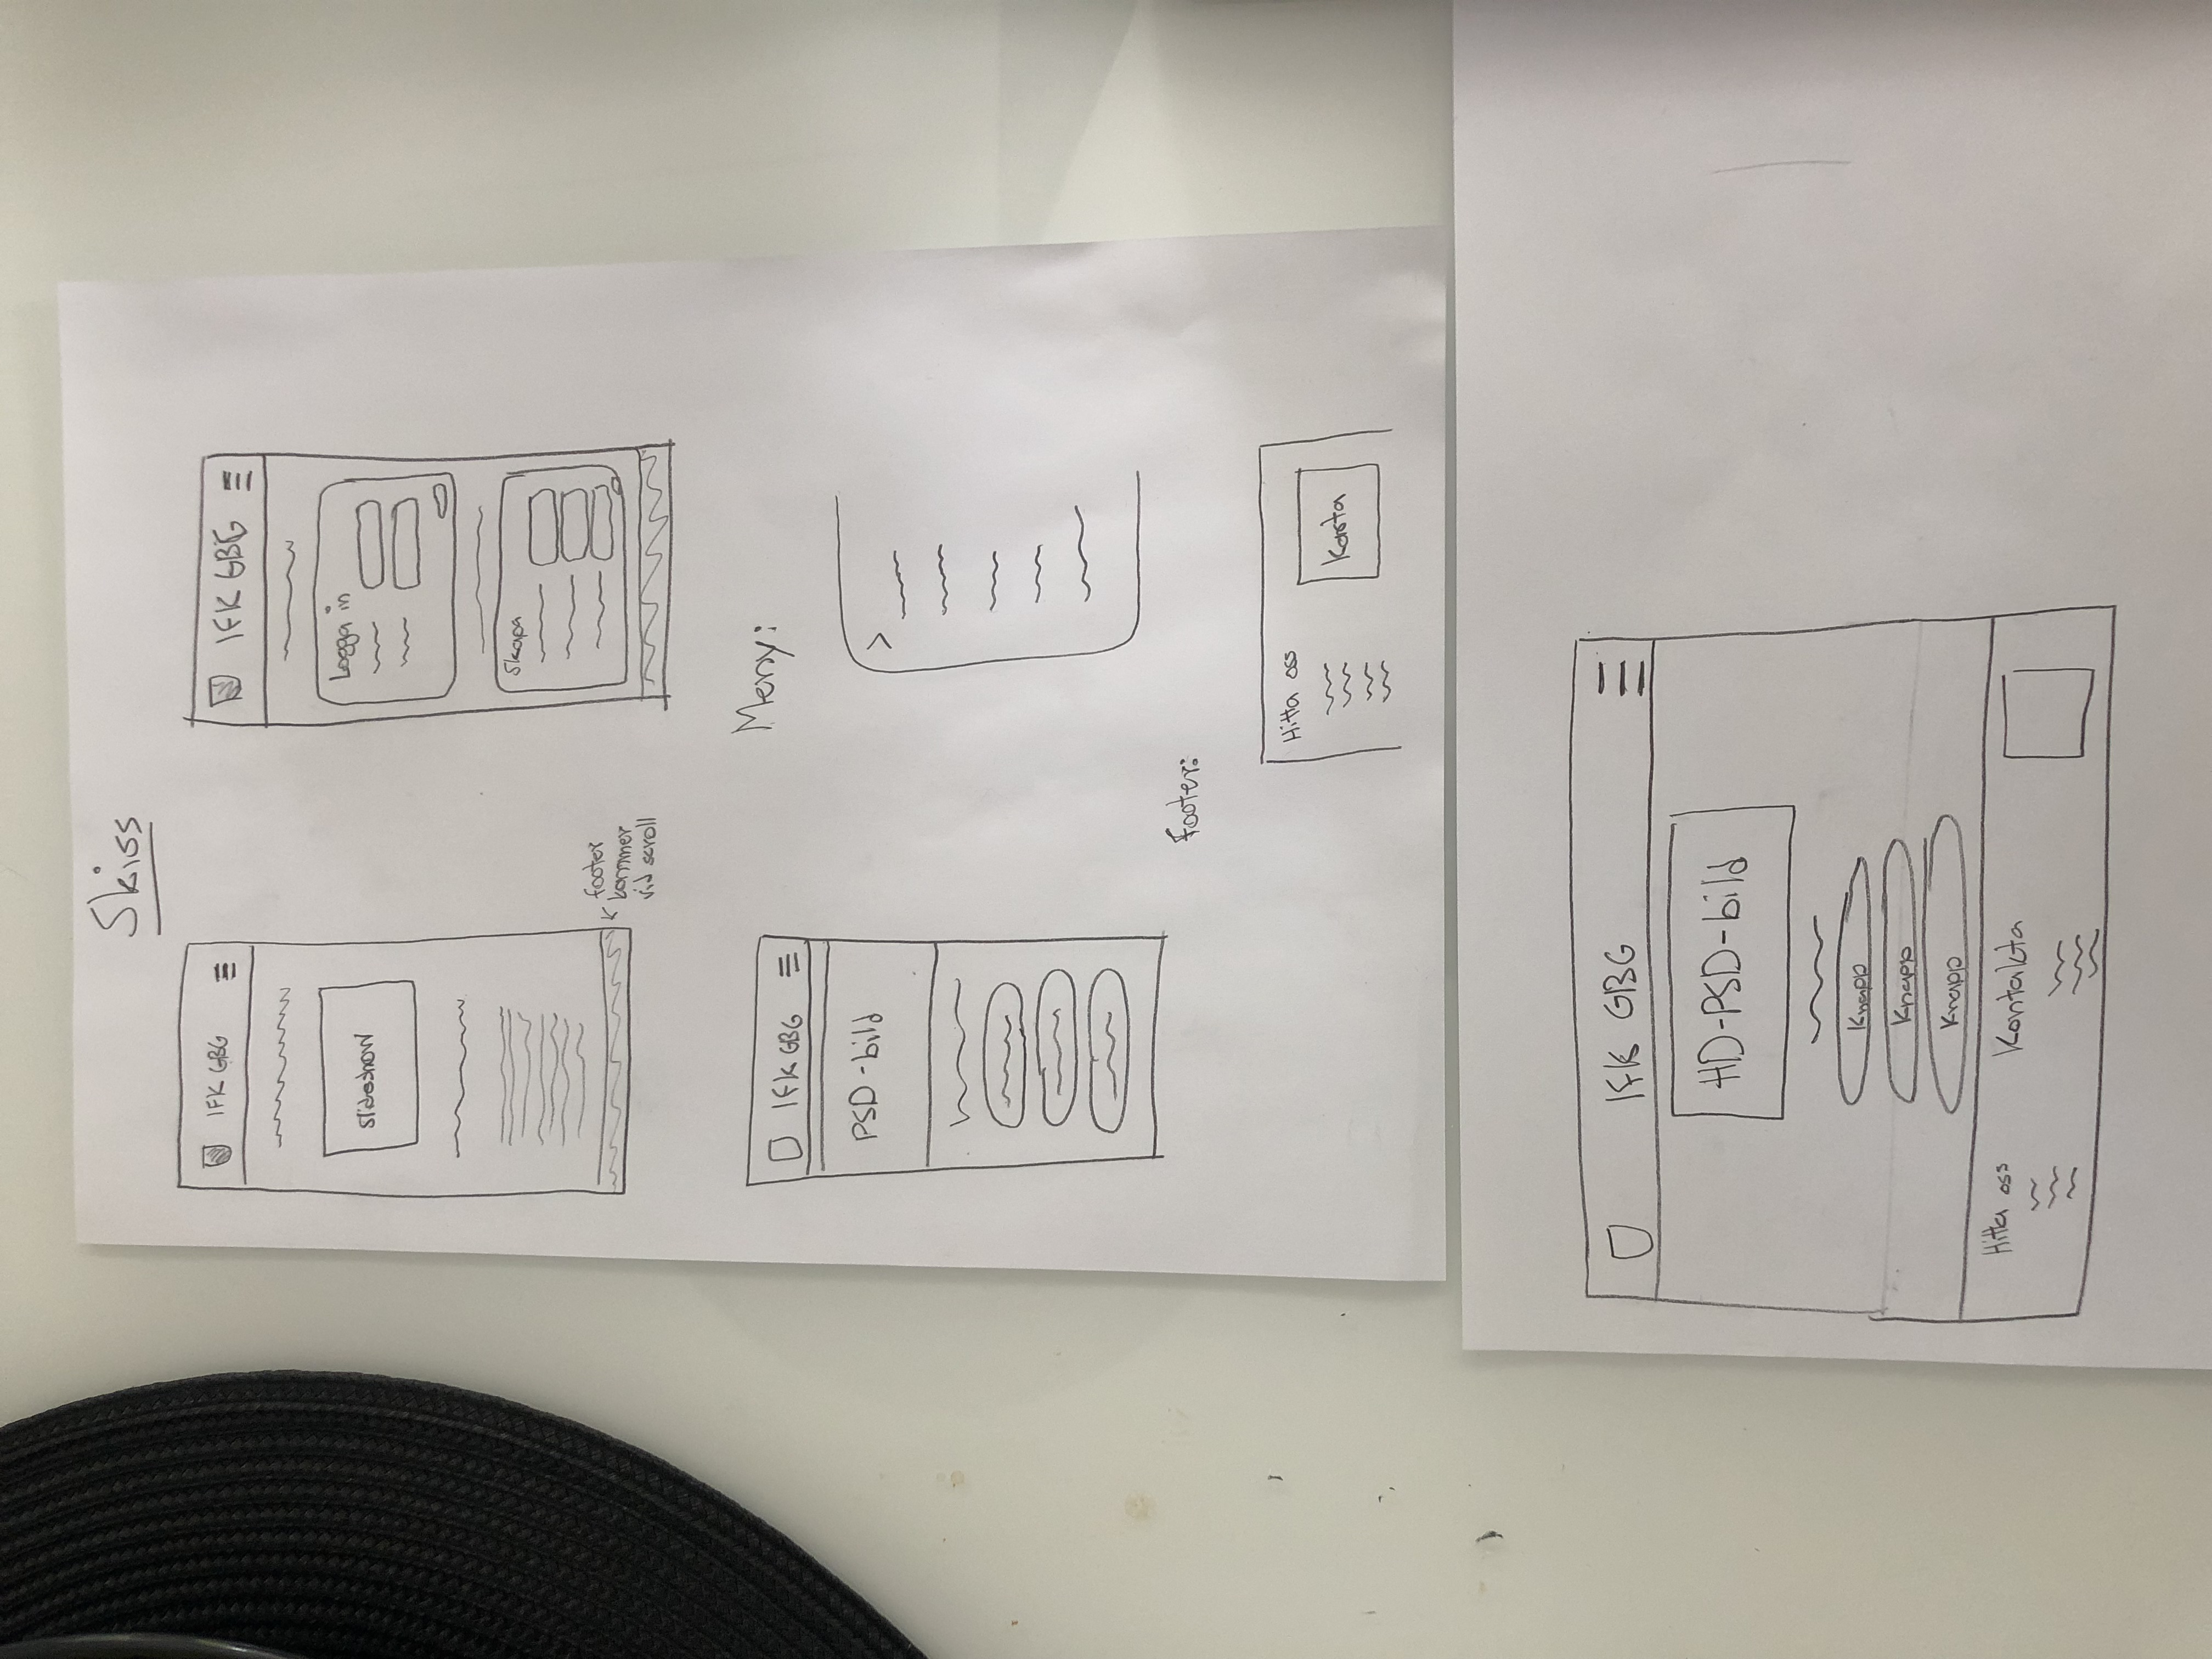 Skiss
IFK GBG
slideshow
footer
kommer
vid scroll
IFK GBG
Logga in
Skapa
IFK GBG
PSD-bild
Meny:
>
Footer:
Hitta oss
Karta
IFK GBG
HD-PSD-bild
Knapp
Knapp
Knapp
Hitta oss
Kontakta